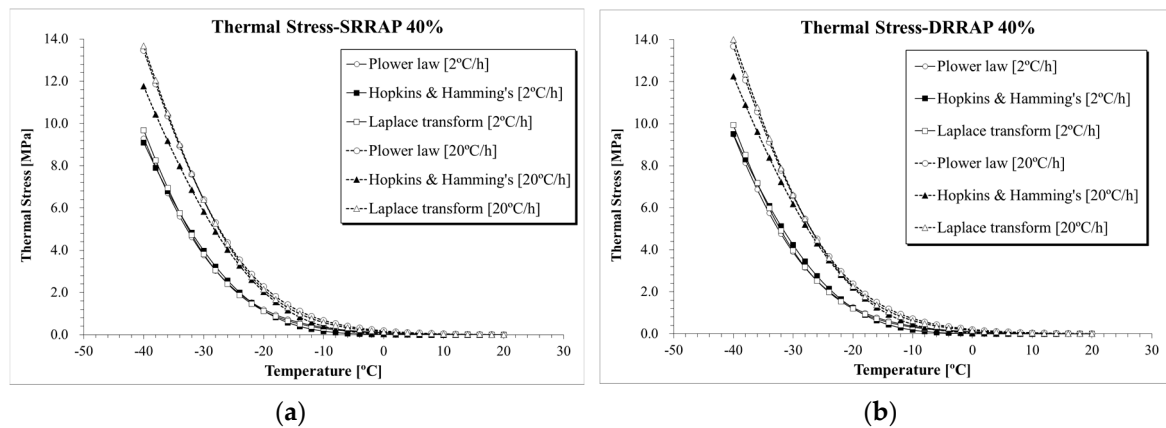 Thermal Stress-SRRAP 40%
Thermal Stress [MPa]
14.0
12.0
10.0
8.0
6.0
4.0
2.0
0.0
Plower law [2ºC/h]
Hopkins & Hamming's [2ºC/h]
Laplace transform [2ºC/h]
Plower law [20ºC/h]
Hopkins & Hamming's [20ºC/h]
Laplace transform [20ºC/h]
-50 -40 -30 -20 -10 0 10 20 30
Temperature [ºC]
(a)
Thermal Stress-DRRAP 40%
Thermal Stress [MPa]
14.0
12.0
10.0
8.0
6.0
4.0
2.0
0.0
Plower law [2ºC/h]
Hopkins & Hamming's [2ºC/h]
Laplace transform [2ºC/h]
Plower law [20ºC/h]
Hopkins & Hamming's [20ºC/h]
Laplace transform [20ºC/h]
-50 -40 -30 -20 -10 0 10 20 30
Temperature [ºC]
(b)